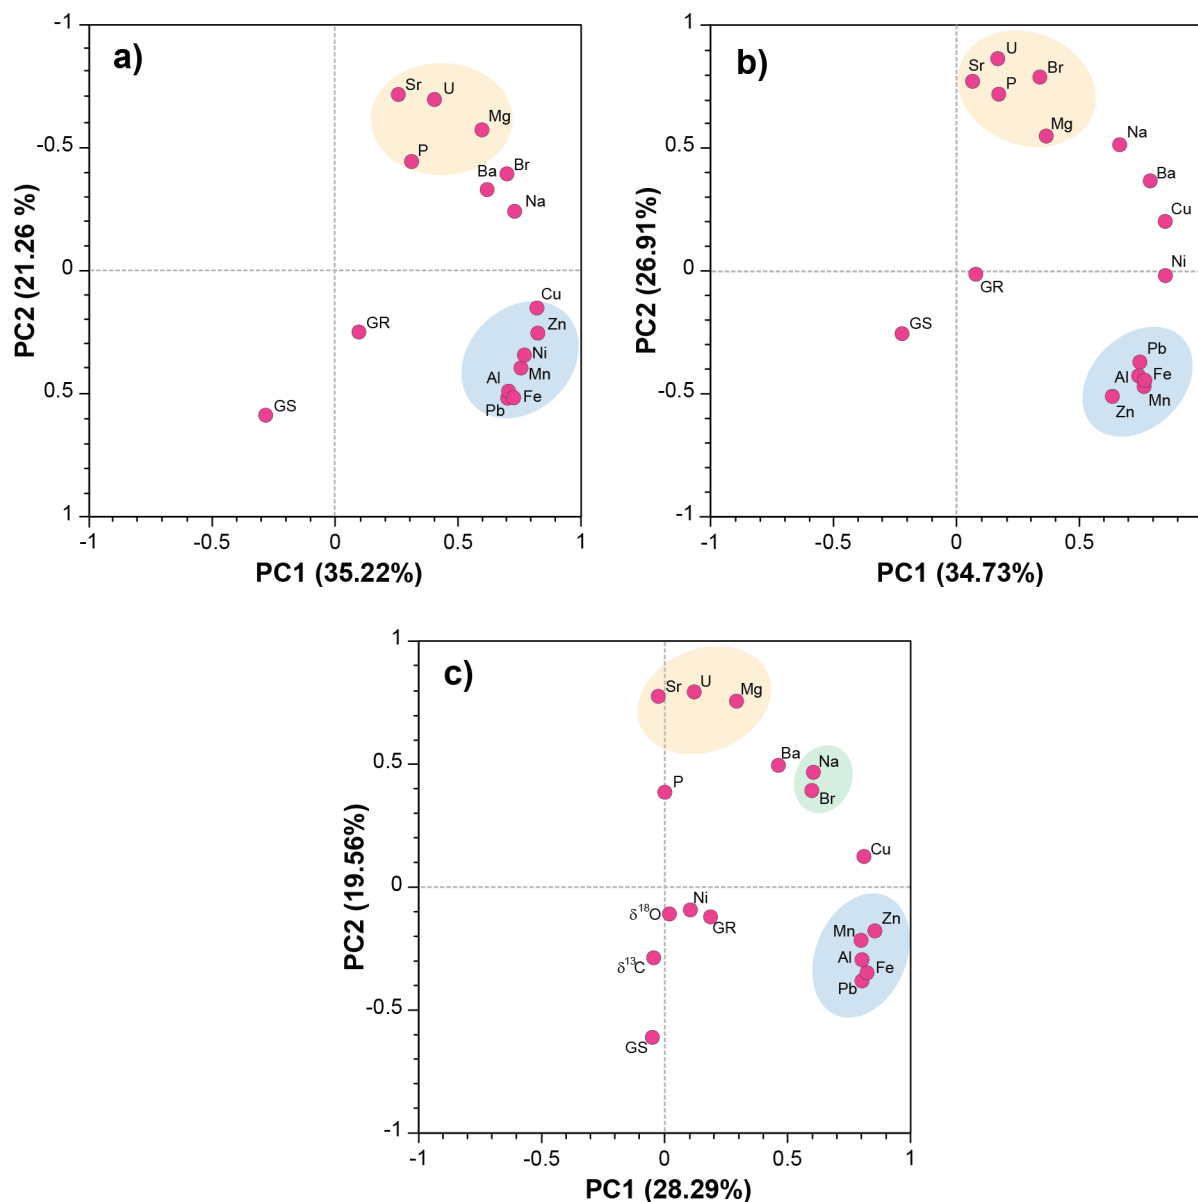 a)
-1
-0.5
0
0.5
1
PC2 (21.26 %)
Sr
U
Mg
P
Br
Ba
Na
Cu
Zn
Ni
Mn
Al
Fe
Pb
GR
GS
-1
-0.5
0
0.5
1
PC1 (35.22%)
b)
1
0.5
0
-0.5
-1
PC2 (26.91%)
U
Sr
Br
P
Mg
Na
Ba
Cu
Ni
GR
GS
Pb
Al
Fe
Mn
Zn
-1
-0.5
0
0.5
PC1 (34.73%)
c)
1
0.5
0
-0.5
-1
PC2 (19.56%)
Sr
U
Mg
Ba
Na
P
Br
Cu
δ¹⁸O
Ni
GR
δ¹³C
GS
Zn
Mn
Al
Fe
Pb
-1
-0.5
0
0.5
1
PC1 (28.29%)